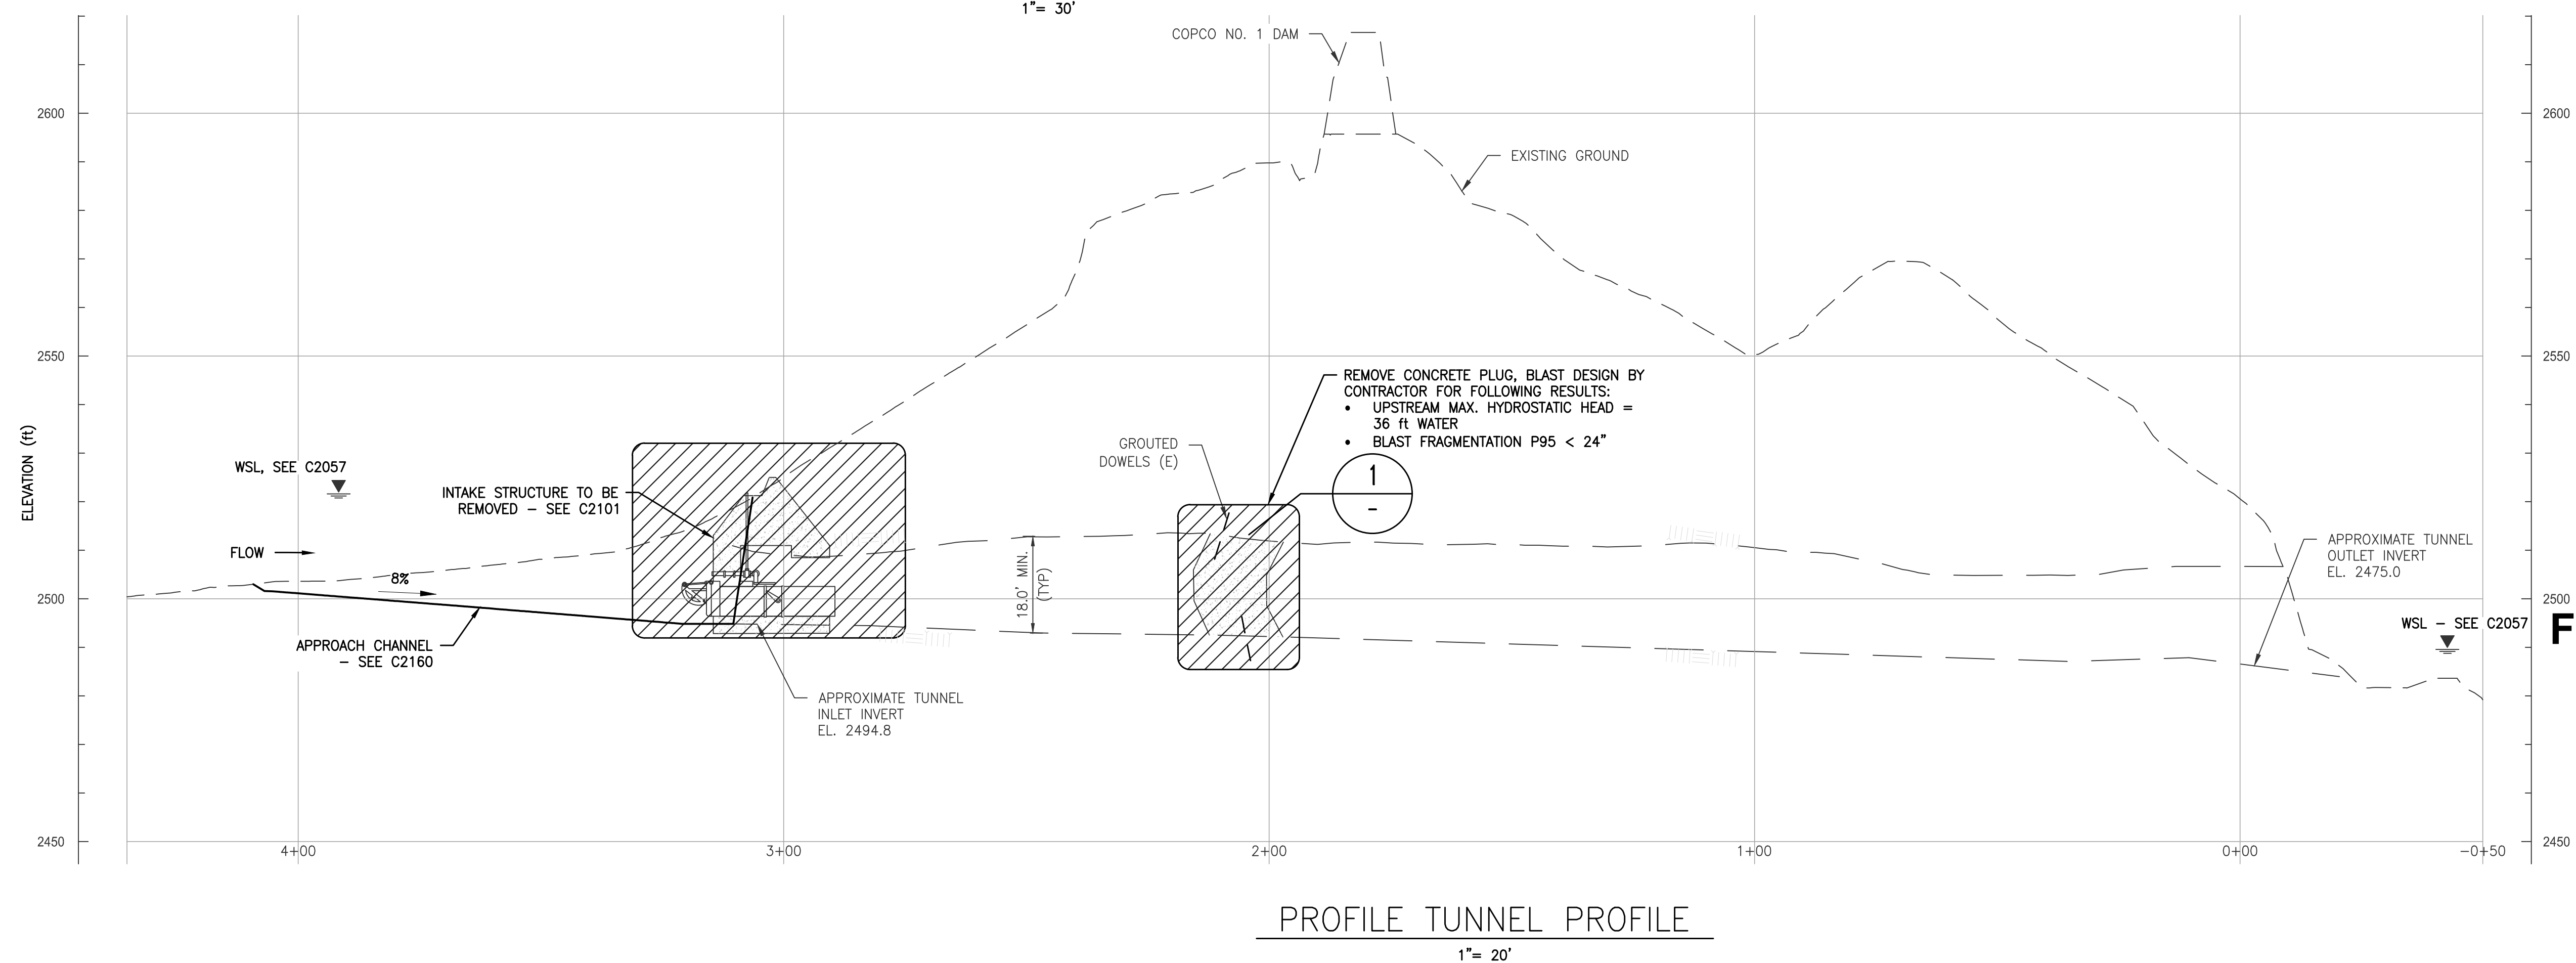 1"= 30'
COPCO NO. 1 DAM
2600
2600
EXISTING GROUND
2550
2550
REMOVE CONCRETE PLUG, BLAST DESIGN BY
CONTRACTOR FOR FOLLOWING RESULTS:
• UPSTREAM MAX. HYDROSTATIC HEAD =
36 ft WATER
• BLAST FRAGMENTATION P95 < 24"
GROUTED
DOWELS (E)
1
-
ELEVATION (ft)
WSL, SEE C2057
INTAKE STRUCTURE TO BE
REMOVED - SEE C2101
FLOW
8%
18.0' MIN.
(TYP)
APPROXIMATE TUNNEL
OUTLET INVERT
EL. 2475.0
2500
2500
WSL - SEE C2057
F
APPROACH CHANNEL
- SEE C2160
APPROXIMATE TUNNEL
INLET INVERT
EL. 2494.8
2450
2450
4+00
3+00
2+00
1+00
0+00
-0+50
PROFILE TUNNEL PROFILE
1"= 20'